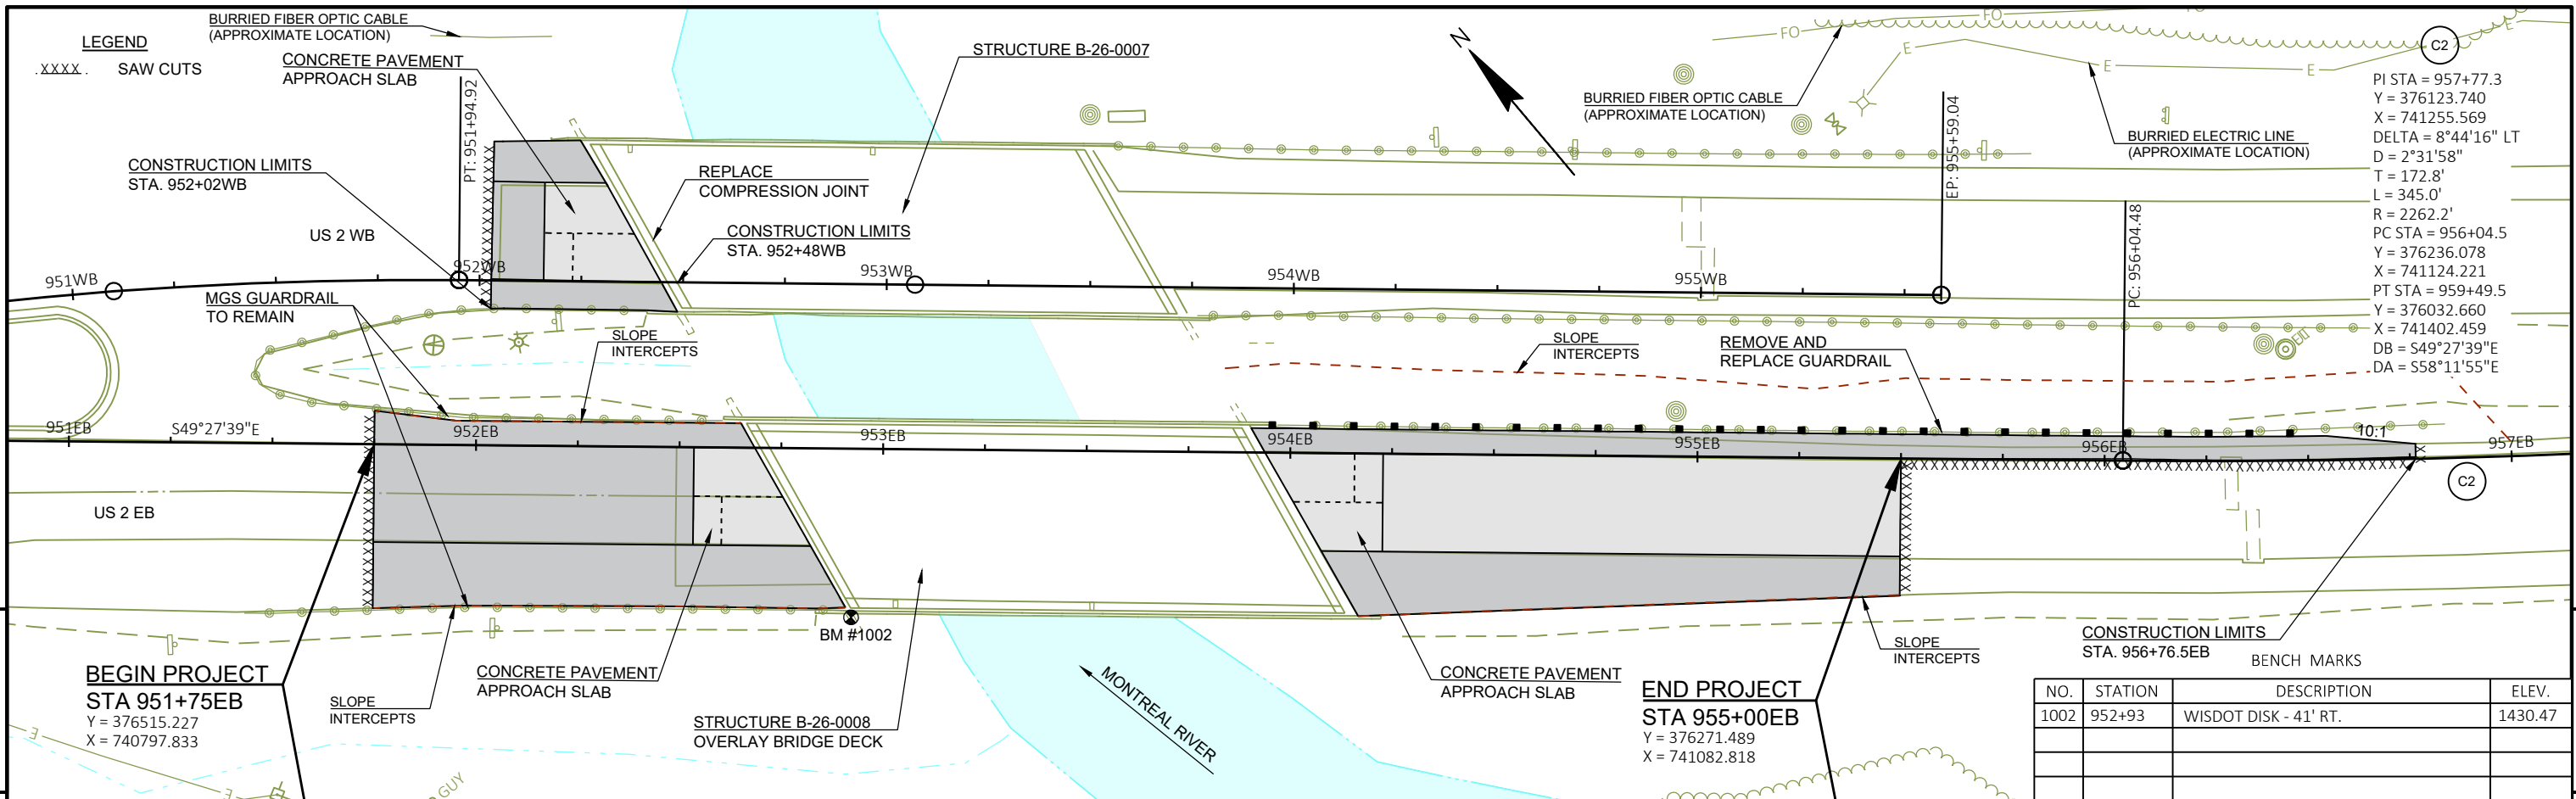 LEGEND
.XXXX. SAW CUTS
BURRIED FIBER OPTIC CABLE
(APPROXIMATE LOCATION)
CONCRETE PAVEMENT
APPROACH SLAB
PT: 951+94.92
CONSTRUCTION LIMITS
STA. 952+02WB
US 2 WB
REPLACE
COMPRESSION JOINT
CONSTRUCTION LIMITS
STA. 952+48WB
STRUCTURE B-26-0007
N
BURRIED FIBER OPTIC CABLE
(APPROXIMATE LOCATION)
FO
FO
FO
E
E
E
E
E
BURRIED ELECTRIC LINE
(APPROXIMATE LOCATION)
EP: 955+59.04
PC: 956+04.48
C2
PI STA = 957+77.3
Y = 376123.740
X = 741255.569
DELTA = 8°44'16" LT
D = 2°31'58"
T = 172.8'
L = 345.0'
R = 2262.2'
PC STA = 956+04.5
Y = 376236.078
X = 741124.221
PT STA = 959+49.5
Y = 376032.660
X = 741402.459
DB = S49°27'39"E
DA = S58°11'55"E
951WB
952WB
953WB
954WB
955WB
MGS GUARDRAIL
TO REMAIN
SLOPE
INTERCEPTS
SLOPE
INTERCEPTS
REMOVE AND
REPLACE GUARDRAIL
951EB
S49°27'39"E
952EB
953EB
954EB
955EB
956EB
10:1
957EB
C2
US 2 EB
BM #1002
BEGIN PROJECT
STA 951+75EB
Y = 376515.227
X = 740797.833
SLOPE
INTERCEPTS
CONCRETE PAVEMENT
APPROACH SLAB
STRUCTURE B-26-0008
OVERLAY BRIDGE DECK
MONTREAL RIVER
CONCRETE PAVEMENT
APPROACH SLAB
END PROJECT
STA 955+00EB
Y = 376271.489
X = 741082.818
SLOPE
INTERCEPTS
CONSTRUCTION LIMITS
STA. 956+76.5EB
BENCH MARKS
NO. STATION DESCRIPTION ELEV.
1002 952+93 WISDOT DISK - 41' RT. 1430.47
E
E
GUY